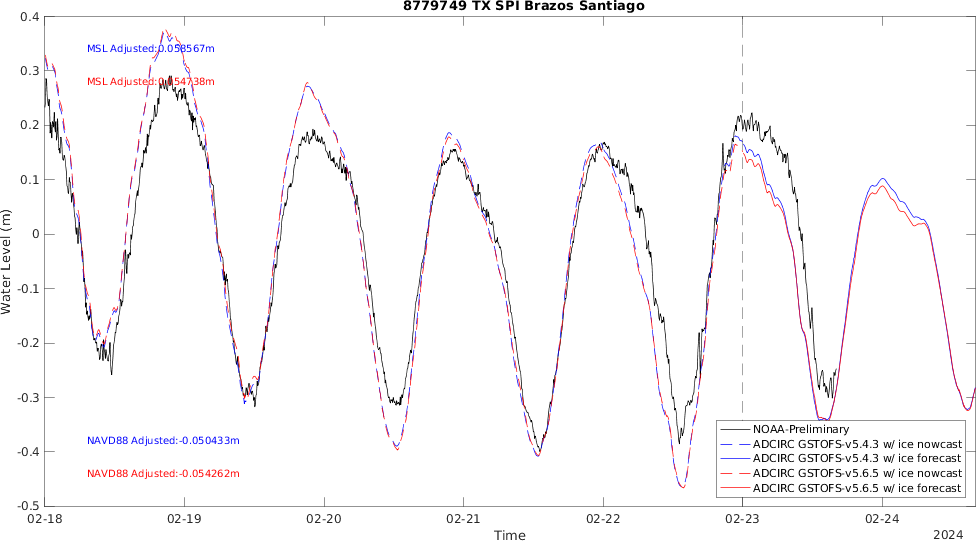 8779749 TX SPI Brazos Santiago
0.4
0.3
0.2
0.1
0
-0.1
-0.2
-0.3
-0.4
-0.5
Water Level (m)
MSL Adjusted:0.058567m
MSL Adjusted:0.054738m
NAVD88 Adjusted:-0.050433m
NAVD88 Adjusted:-0.054262m
NOAA-Preliminary
ADCIRC GSTOFS-v5.4.3 w/ ice nowcast
ADCIRC GSTOFS-v5.4.3 w/ ice forecast
ADCIRC GSTOFS-v5.6.5 w/ ice nowcast
ADCIRC GSTOFS-v5.6.5 w/ ice forecast
02-18 02-19 02-20 02-21 02-22 02-23 02-24
Time
2024